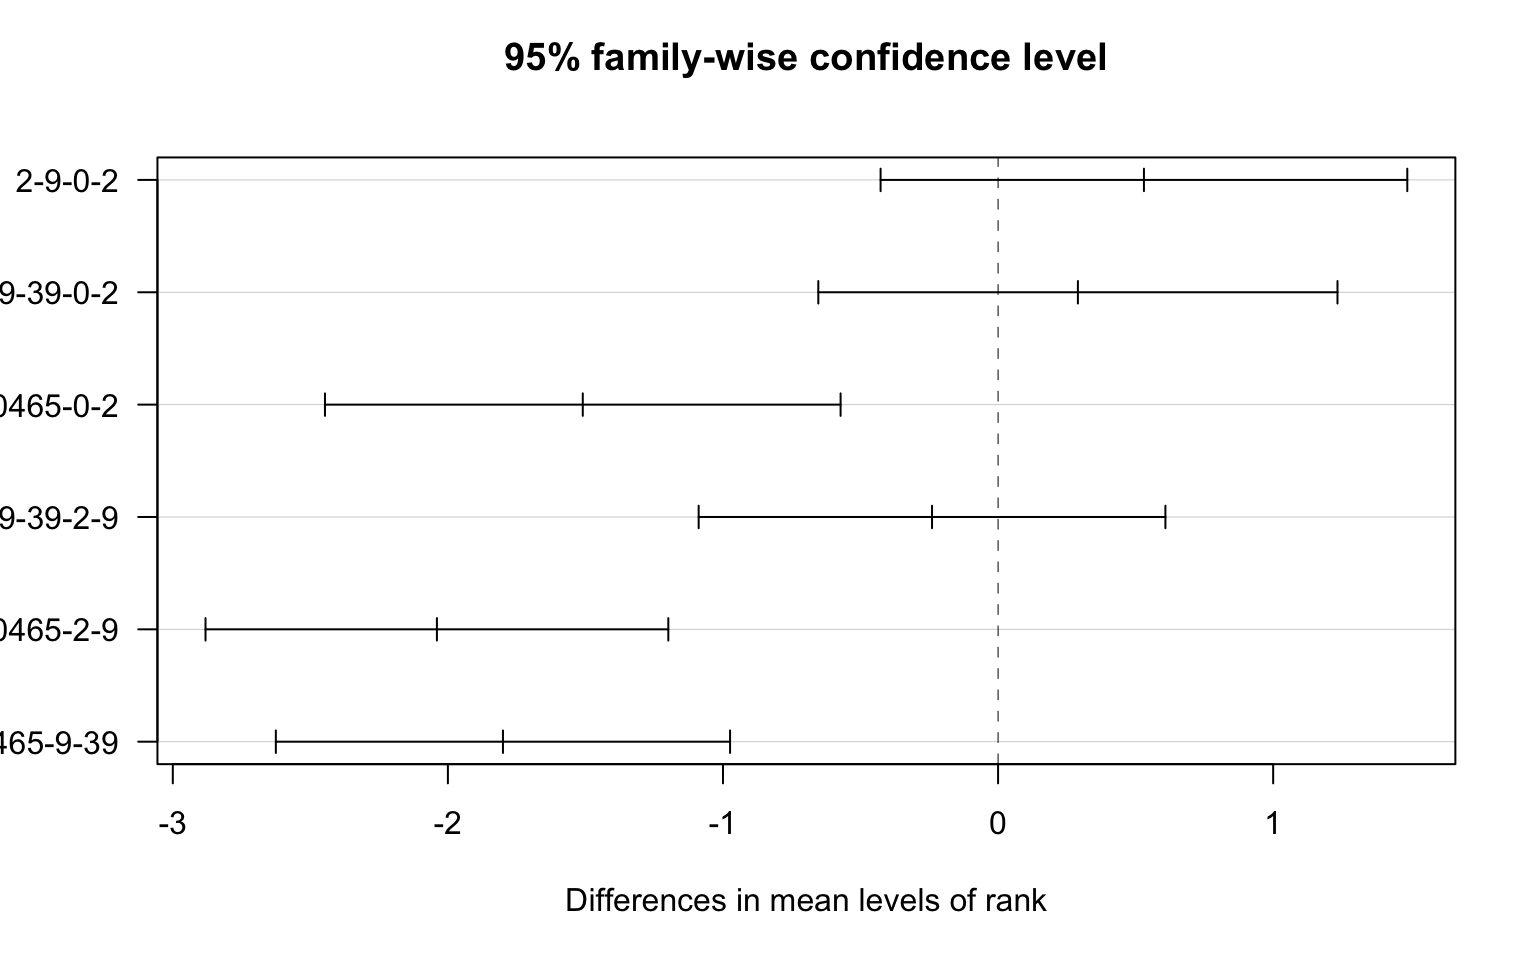 95% family-wise confidence level
2-9-0-2
9-39-0-2
0465-0-2
9-39-2-9
0465-2-9
465-9-39
-3 -2 -1 0 1
Differences in mean levels of rank